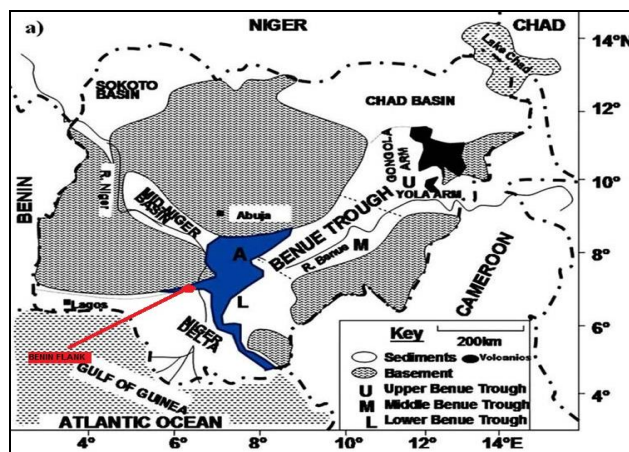 a)
NIGER
CHAD
14°N
Lake Chad
SOKOTO
BASIN
CHAD BASIN
12°
GONGOLA
ARM
U
10°
YOLA ARM
BENIN
R. Niger
MID-NIGER
BASIN
Abuja
BENUE TROUGH
R. Benue
M
A
8°
L
Lagos
CAMEROON
NIGER
DELTA
BENIN FLANK
GULF OF GUINEA
ATLANTIC OCEAN
6°
4°
Key
200km
Sediments
Volcanics
Basement
U Upper Benue Trough
M Middle Benue Trough
L Lower Benue Trough
4° 6° 8° 10° 12° 14°E